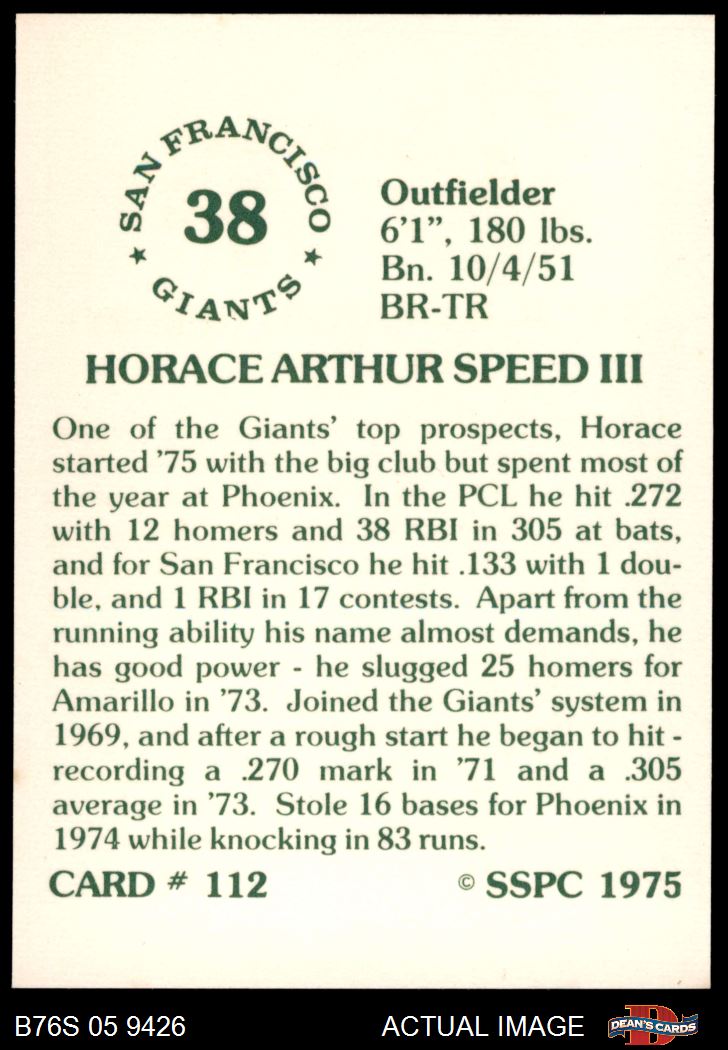 SAN FRANCISCO
38
★ GIANTS ★
Outfielder
6'1”, 180 lbs.
Bn. 10/4/51
BR-TR
HORACE ARTHUR SPEED III
One of the Giants’ top prospects, Horace
started ’75 with the big club but spent most of
the year at Phoenix. In the PCL he hit .272
with 12 homers and 38 RBI in 305 at bats,
and for San Francisco he hit .133 with 1 dou-
ble, and 1 RBI in 17 contests. Apart from the
running ability his name almost demands, he
has good power - he slugged 25 homers for
Amarillo in ’73. Joined the Giants’ system in
1969, and after a rough start he began to hit -
recording a .270 mark in ’71 and a .305
average in ’73. Stole 16 bases for Phoenix in
1974 while knocking in 83 runs.
CARD # 112 © SSPC 1975
B76S 05 9426 ACTUAL IMAGE D DEAN'S CARDS